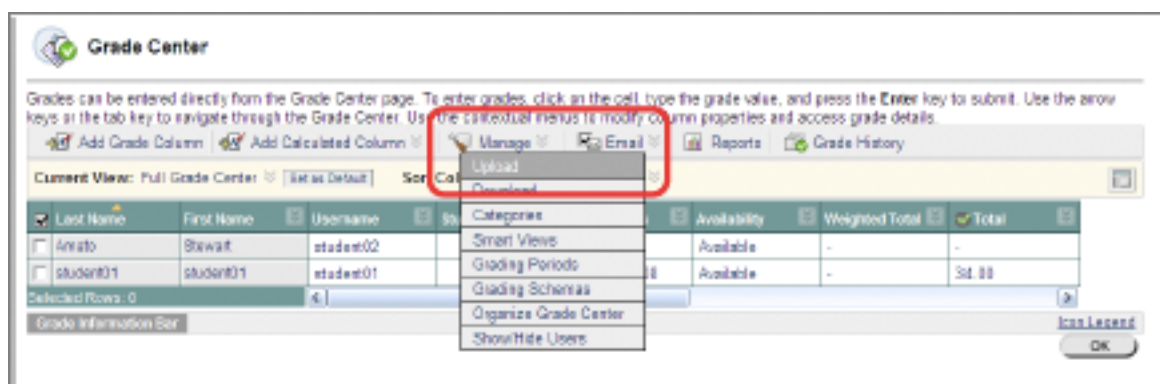 Grade Center
Grades can be entered directly from the Grade Center page. To enter grades, click on the cell, type the grade value, and press the Enter key to submit. Use the arrow
keys or the tab key to navigate through the Grade Center. Use the contextual menus to modify column properties and access grade details.
Add Grade Column Add Calculated Column Manage Email Reports Grade History
Current View: Full Grade Center Set as Default Sort Col
Upload
Download
Categories
Smart Views
Grading Periods
Grading Schemas
Organize Grade Center
Show/Hide Users
Last Name First Name Username Stu Availability Weighted Total Total
Amato Stewart student02 Available - -
student01 student01 student01 Available - 34.00
Selected Rows: 0
Grade Information Bar Icon Legend
OK